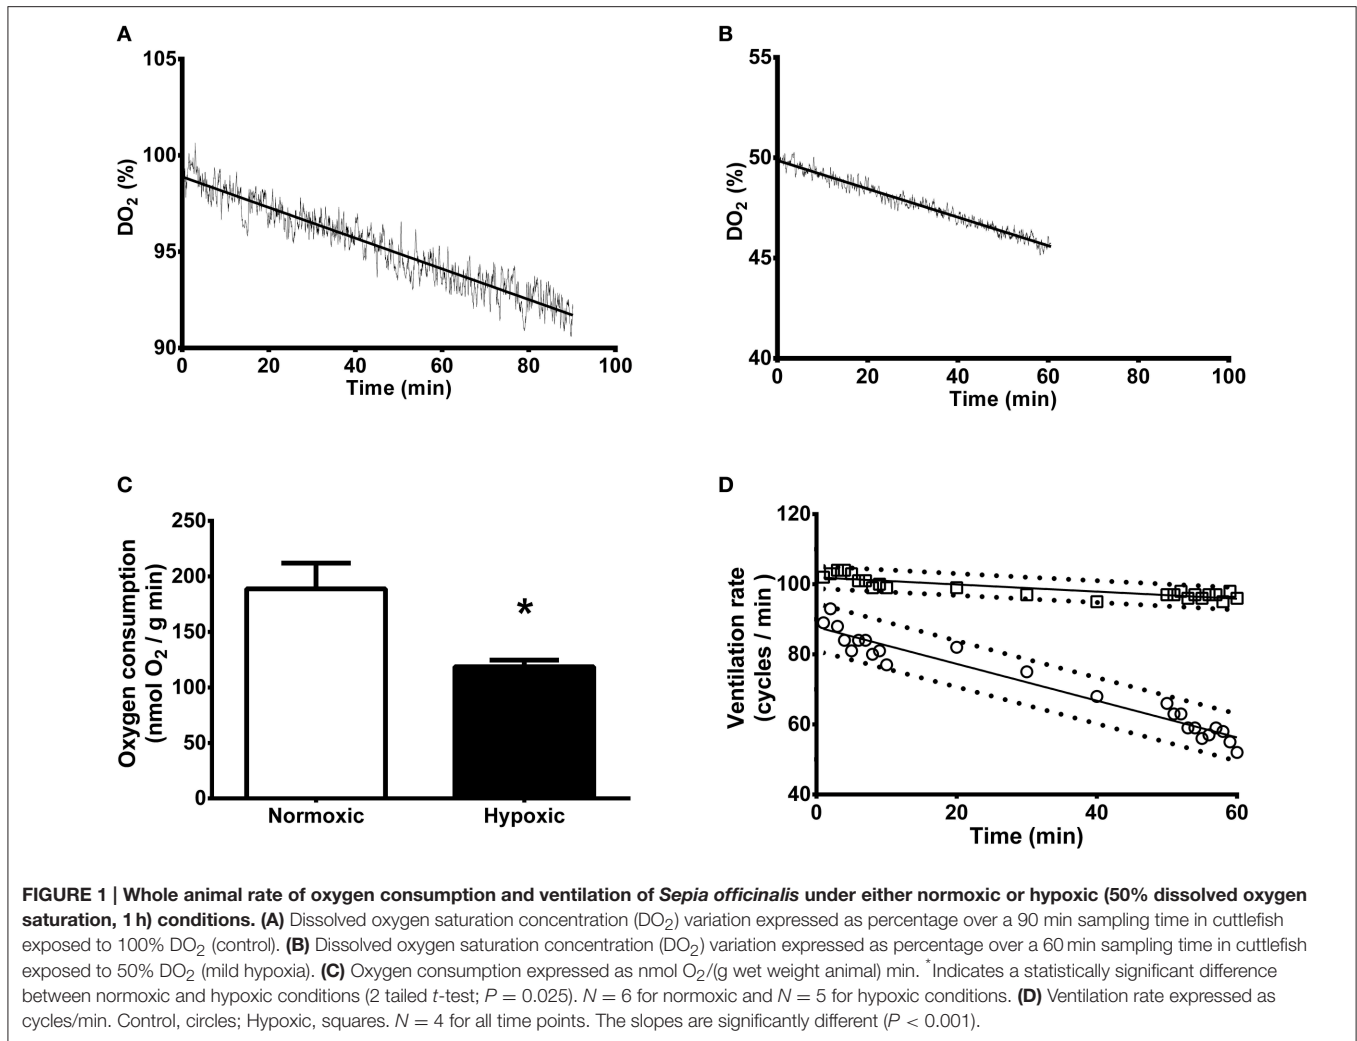 A
105
100
95
90
DO2 (%)
0 20 40 60 80 100
Time (min)
B
55
50
45
40
DO2 (%)
0 20 40 60 80 100
Time (min)
C
250
200
150
100
50
0
Oxygen consumption
(nmol O2 / g min)
*
Normoxic Hypoxic
D
120
100
80
60
40
Ventilation rate
(cycles / min )
0 20 40 60
Time (min)
FIGURE 1 | Whole animal rate of oxygen consumption and ventilation of Sepia officinalis under either normoxic or hypoxic (50% dissolved oxygen
saturation, 1 h) conditions. (A) Dissolved oxygen saturation concentration (DO2) variation expressed as percentage over a 90 min sampling time in cuttlefish
exposed to 100% DO2 (control). (B) Dissolved oxygen saturation concentration (DO2) variation expressed as percentage over a 60 min sampling time in cuttlefish
exposed to 50% DO2 (mild hypoxia). (C) Oxygen consumption expressed as nmol O2/(g wet weight animal) min. *Indicates a statistically significant difference
between normoxic and hypoxic conditions (2 tailed t-test; P = 0.025). N = 6 for normoxic and N = 5 for hypoxic conditions. (D) Ventilation rate expressed as
cycles/min. Control, circles; Hypoxic, squares. N = 4 for all time points. The slopes are significantly different (P < 0.001).